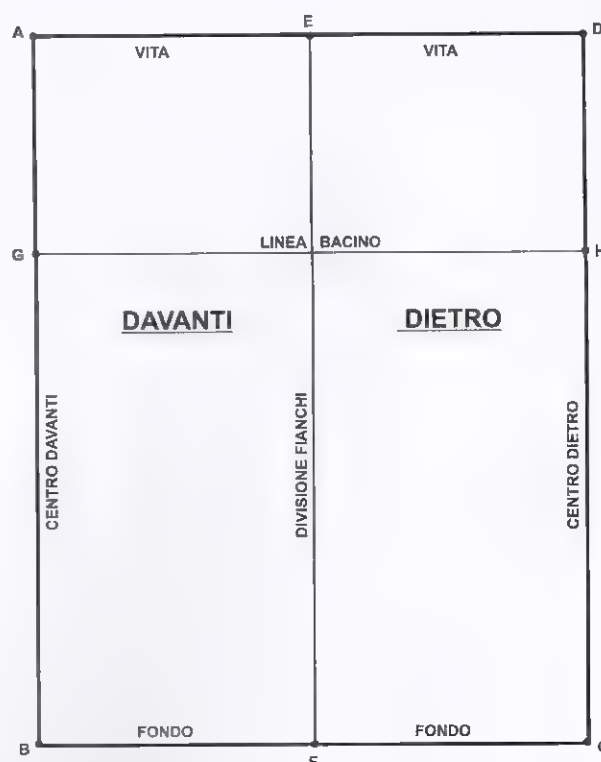 A E D
VITA VITA
LINEA BACINO
G H
DAVANTI DIETRO
CENTRO DAVANTI
DIVISIONE FIANCHI
CENTRO DIETRO
FONDO FONDO
B